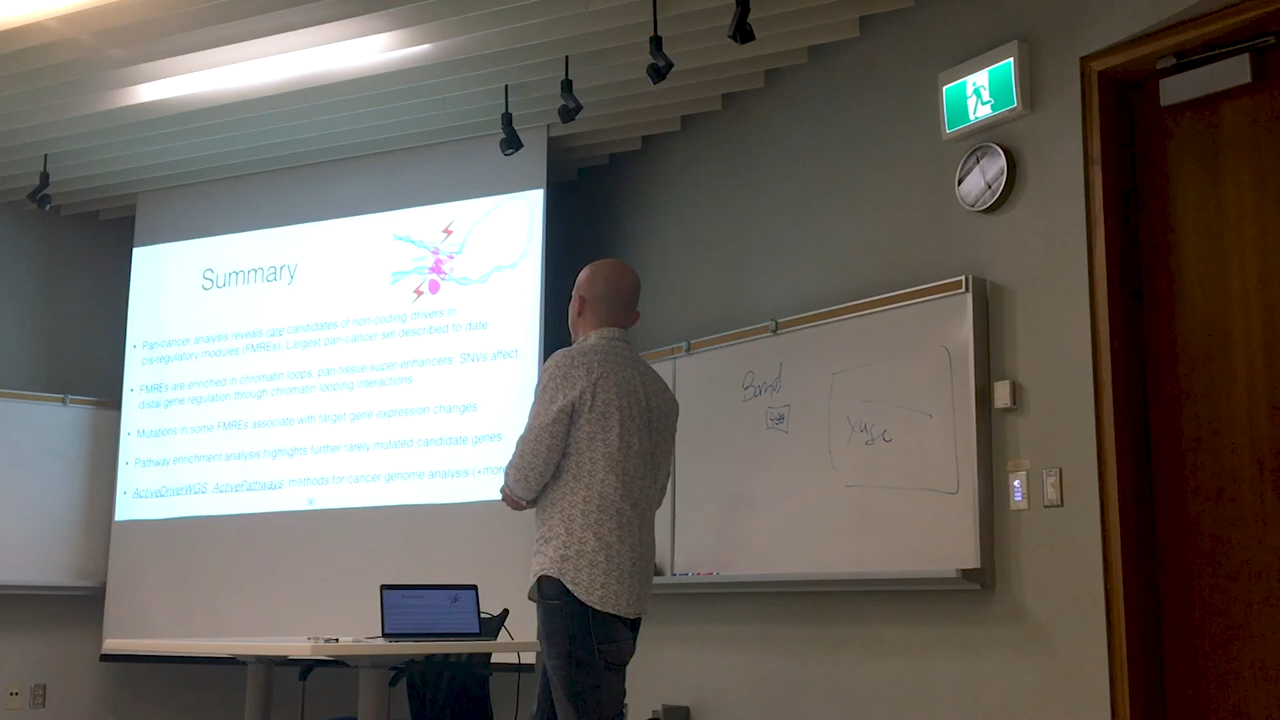 Summary
• Pan-cancer analysis reveals rare candidates of non-coding drivers in
cis-regulatory modules (FMREs). Largest pan-cancer set described to date
• FMREs are enriched in chromatin loops, pan-tissue super-enhancers. SNVs affect
distal gene regulation through chromatin looping interactions
• Mutations in some FMREs associate with target gene expression changes
• Pathway enrichment analysis highlights further rarely mutated candidate genes
• ActiveDriverWGS, ActivePathways: methods for cancer genome analysis (+more
36
Summary